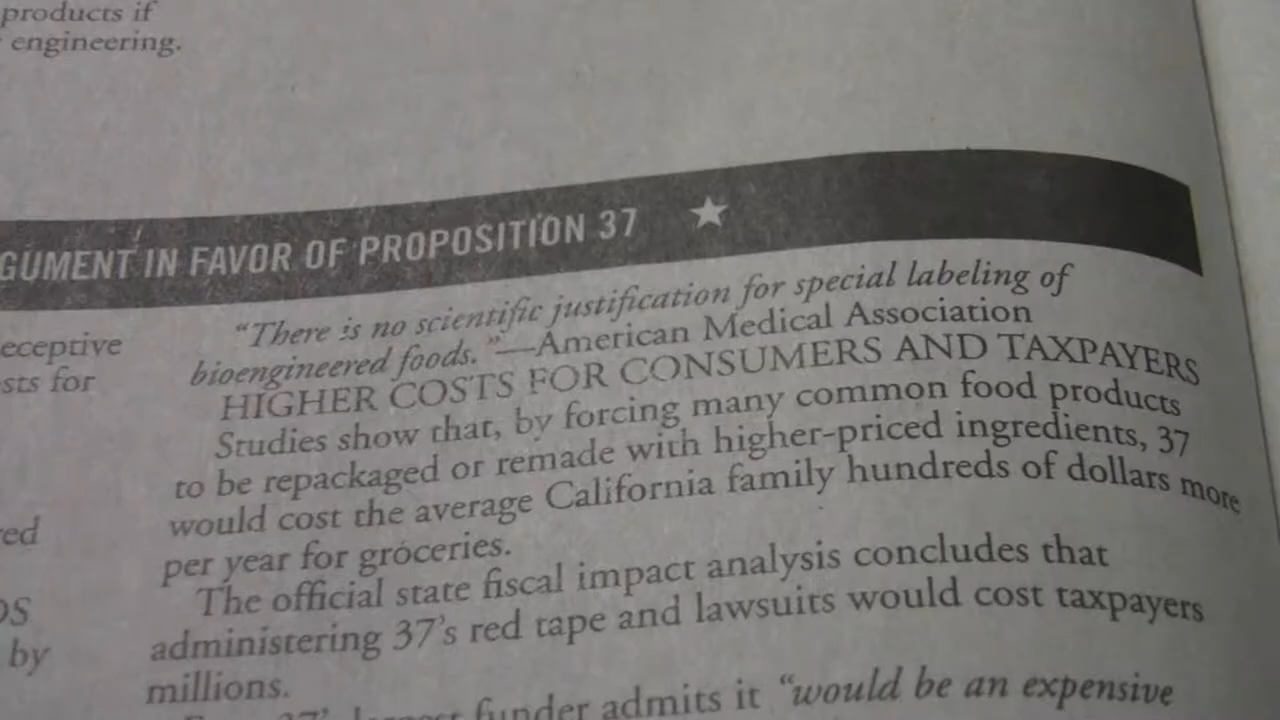 products if
engineering.
GUMENT IN FAVOR OF PROPOSITION 37 ★
eceptive
sts for
red
OS
by
“There is no scientific justification for special labeling of
bioengineered foods.”—American Medical Association
HIGHER COSTS FOR CONSUMERS AND TAXPAYERS
Studies show that, by forcing many common food products
to be repackaged or remade with higher-priced ingredients, 37
would cost the average California family hundreds of dollars more
per year for groceries.
The official state fiscal impact analysis concludes that
administering 37’s red tape and lawsuits would cost taxpayers
millions.
37’s largest funder admits it “would be an expensive